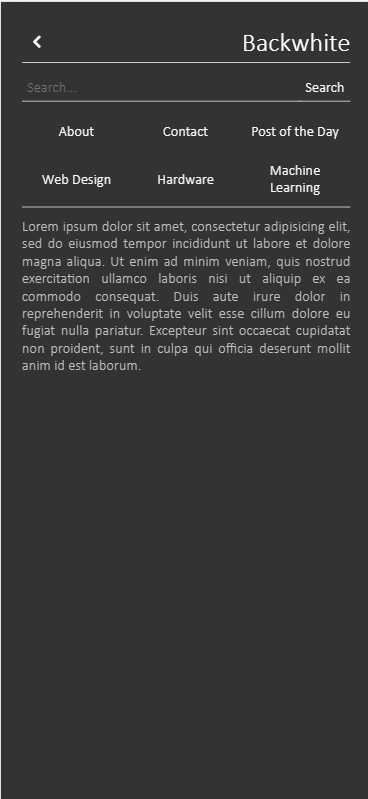 Backwhite
Search...
Search
About
Contact
Post of the Day
Web Design
Hardware
Machine
Learning
Lorem ipsum dolor sit amet, consectetur adipisicing elit,
sed do eiusmod tempor incididunt ut labore et dolore
magna aliqua. Ut enim ad minim veniam, quis nostrud
exercitation ullamco laboris nisi ut aliquip ex ea
commodo consequat. Duis aute irure dolor in
reprehenderit in voluptate velit esse cillum dolore eu
fugiat nulla pariatur. Excepteur sint occaecat cupidatat
non proident, sunt in culpa qui officia deserunt mollit
anim id est laborum.